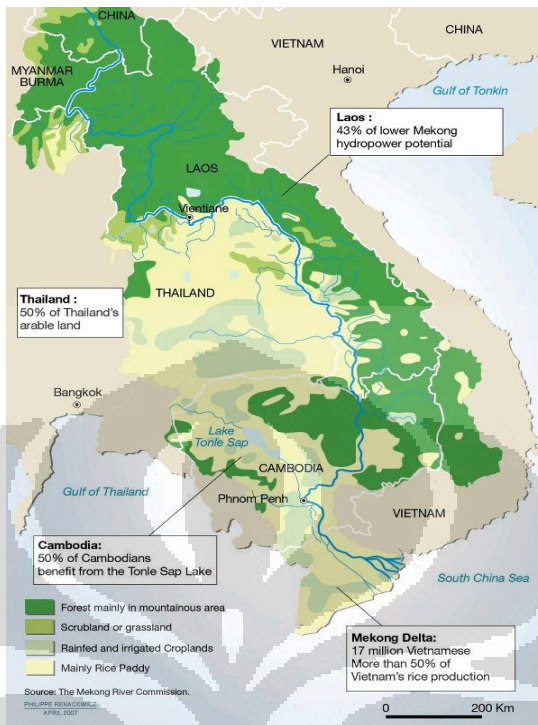 CHINA
VIETNAM
CHINA
MYANMAR
BURMA
Hanoi
Gulf of Tonkin
Laos :
43% of lower Mekong
hydropower potential
LAOS
Vientiane
Thailand :
50% of Thailand's
arable land
THAILAND
Bangkok
Lake
Tonle Sap
CAMBODIA
Gulf of Thailand
Phnom Penh
VIETNAM
Cambodia:
50% of Cambodians
benefit from the Tonle Sap Lake
South China Sea
Forest mainly in mountainous area
Scrubland or grassland
Rainfed and irrigated Croplands
Mainly Rice Paddy
Mekong Delta:
17 million Vietnamese
More than 50% of
Vietnam's rice production
Source: The Mekong River Commission.
PHILIPPE REKACEWICZ
APRIL 2007
0 200 Km